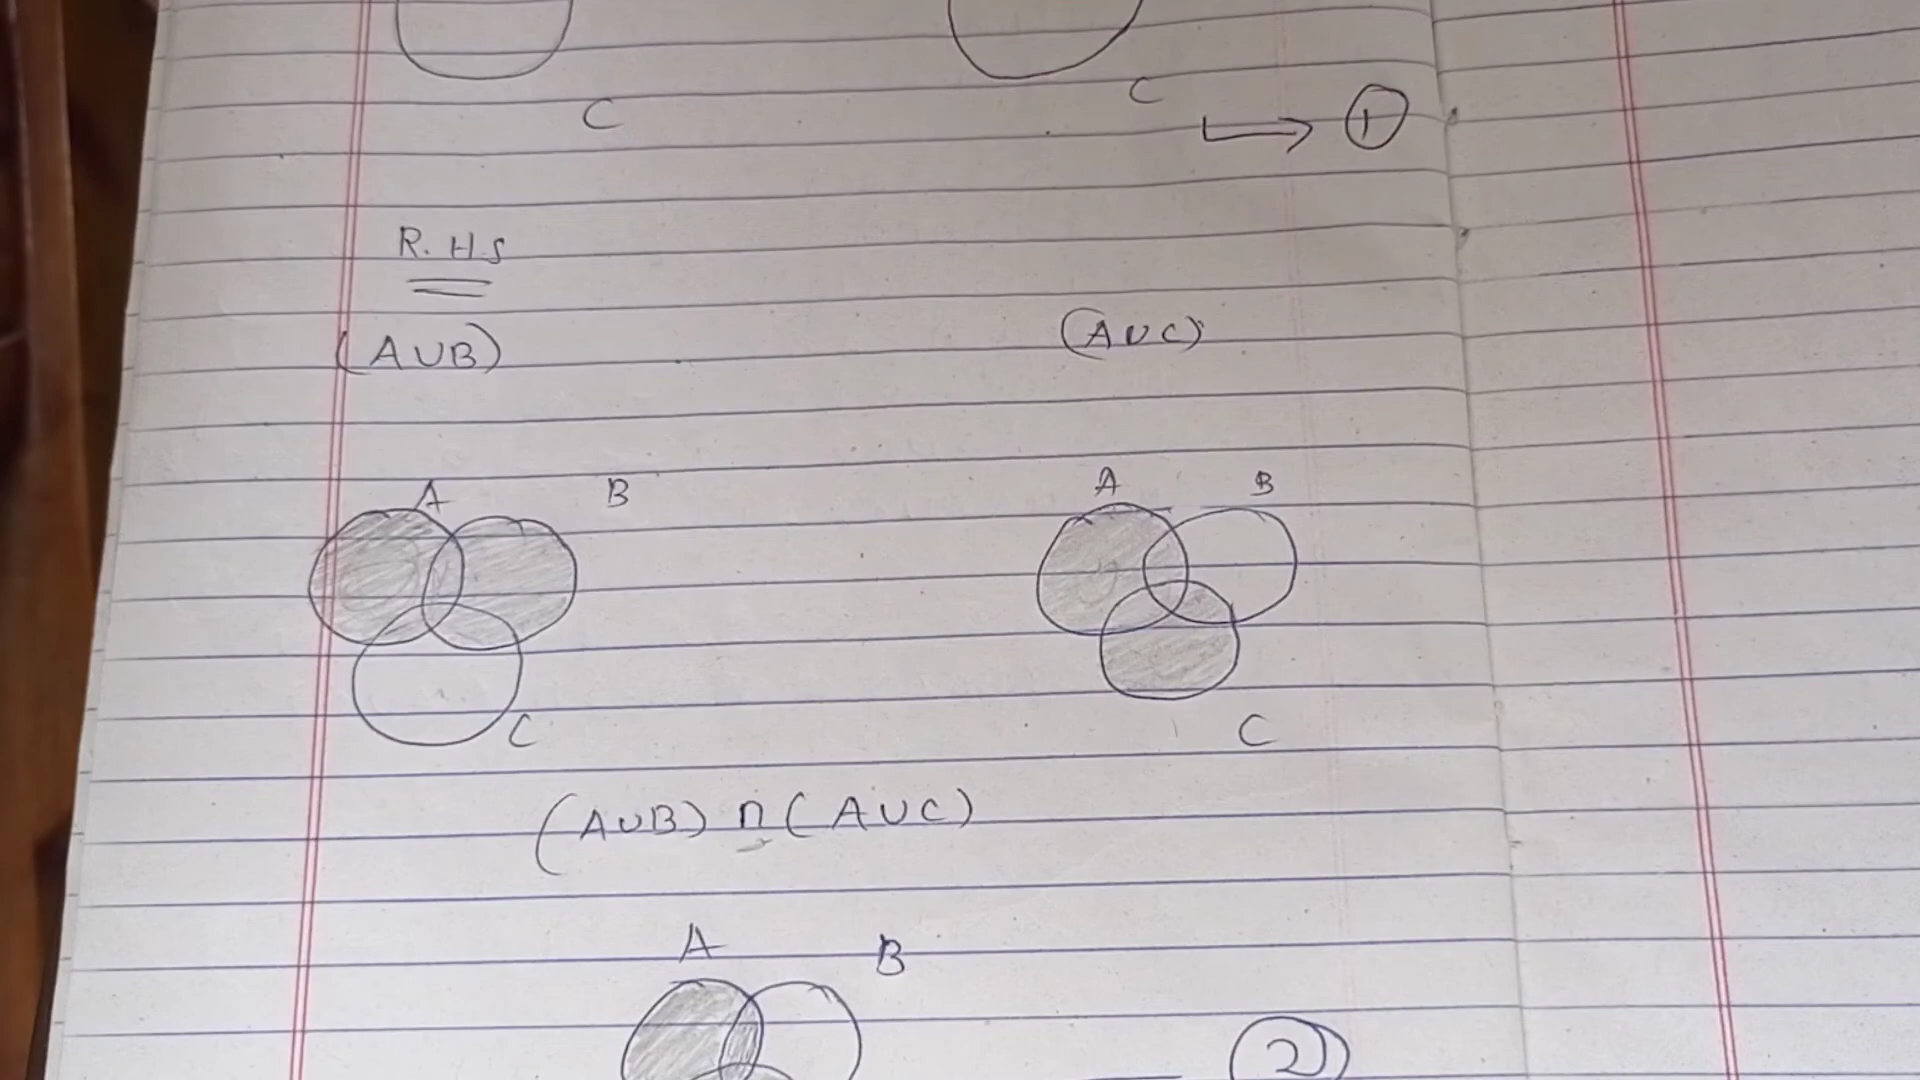 C C
→ ①
R.H.S
(A∪B) (A∪C)
A B A B
C C
(A∪B) ∩ (A∪C)
A B
②